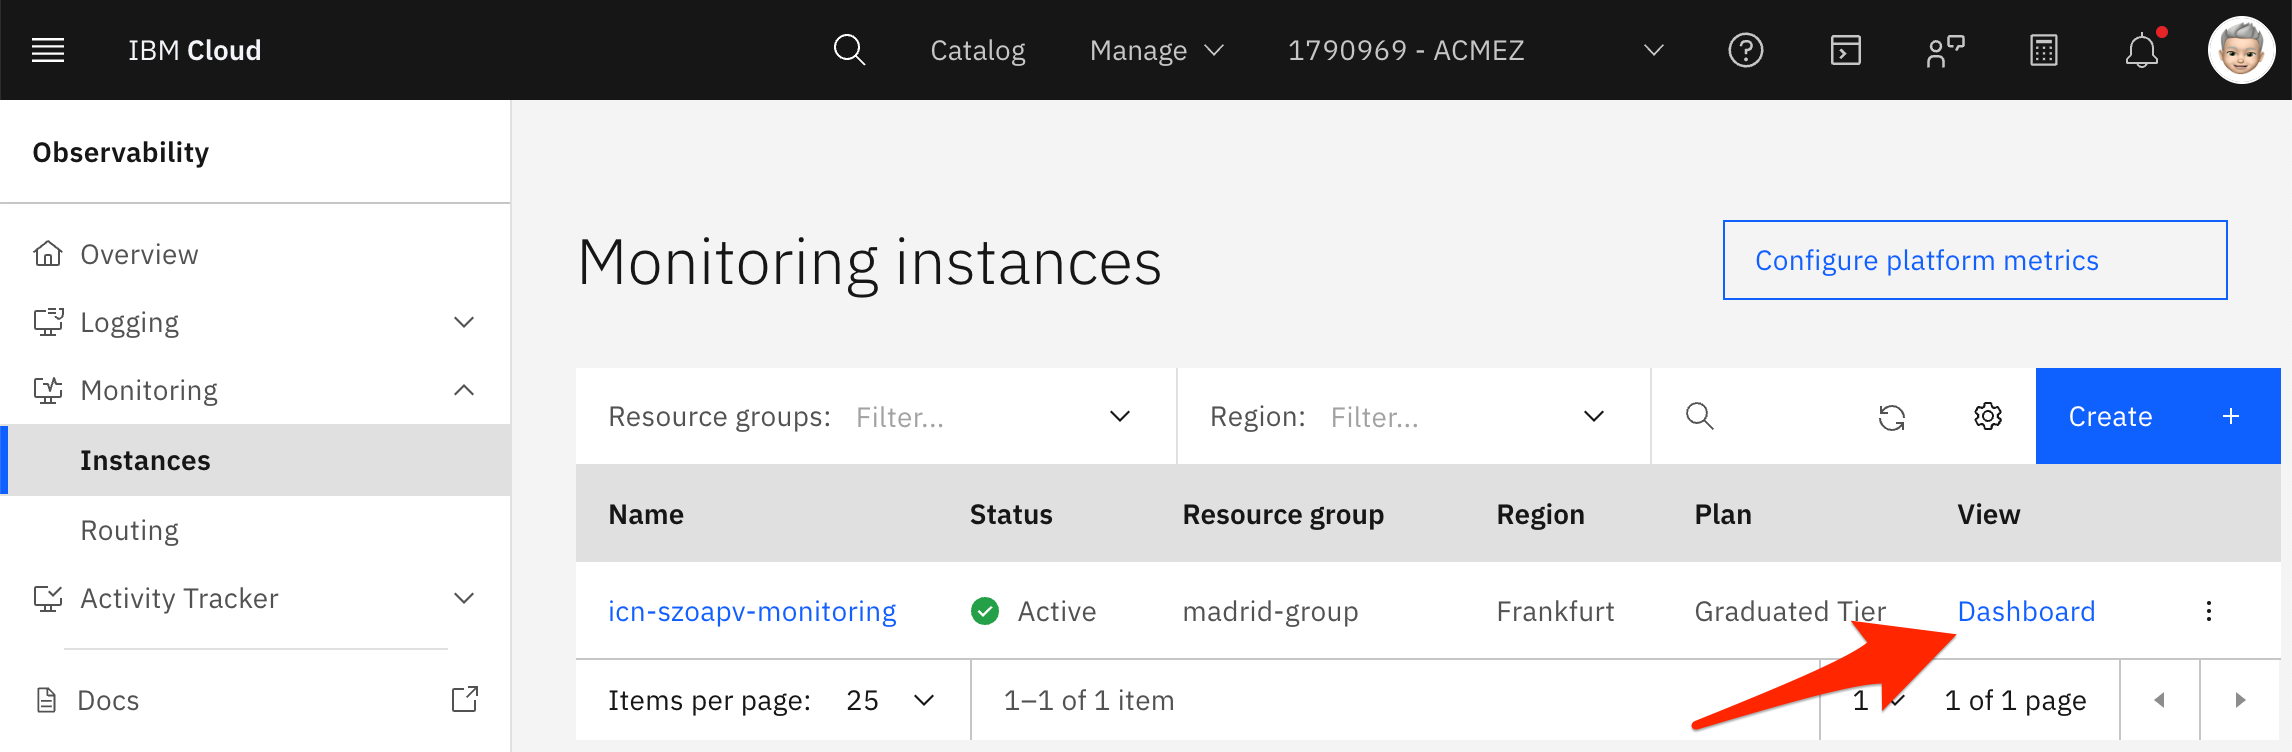 IBM Cloud
Catalog
Manage
1790969 - ACMEZ
Observability
Overview
Logging
Monitoring
Instances
Routing
Activity Tracker
Docs
Monitoring instances
Configure platform metrics
Resource groups: Filter...
Region: Filter...
Create +
Name Status Resource group Region Plan View
icn-szoapv-monitoring Active madrid-group Frankfurt Graduated Tier Dashboard
Items per page: 25
1–1 of 1 item
1
1 of 1 page